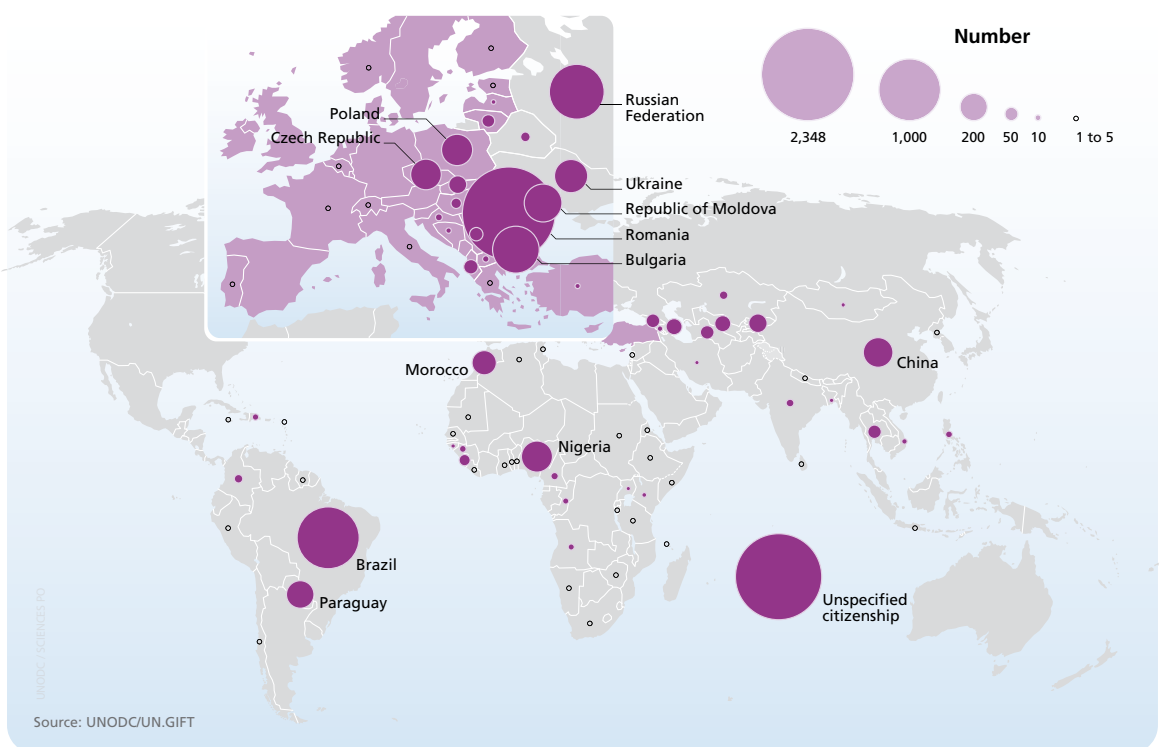 Number
2,348
1,000
200
50
10
1 to 5
Poland
Czech Republic
Russian
Federation
Ukraine
Republic of Moldova
Romania
Bulgaria
Morocco
China
Nigeria
Brazil
Paraguay
Unspecified
citizenship
UNODC / SCIENCES PO
Source: UNODC/UN.GIFT